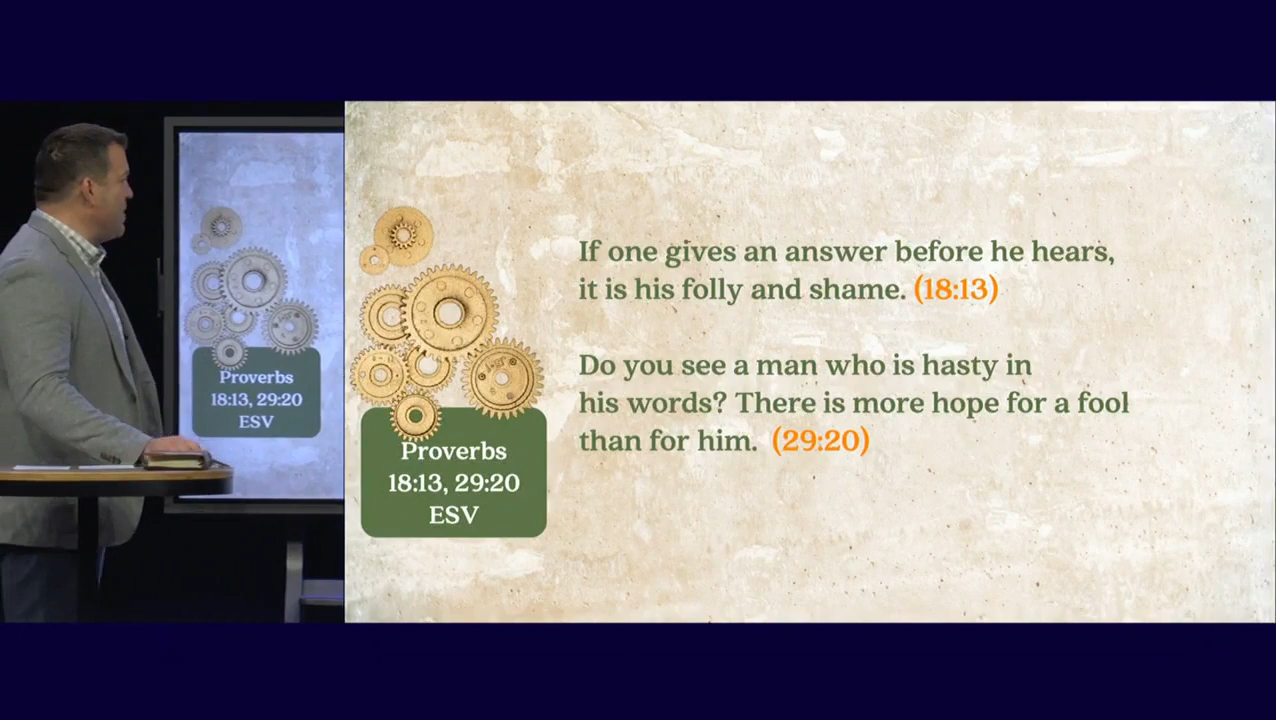 Proverbs
18:13, 29:20
ESV
Proverbs
18:13, 29:20
ESV
If one gives an answer before he hears,
it is his folly and shame. (18:13)
Do you see a man who is hasty in
his words? There is more hope for a fool
than for him. (29:20)